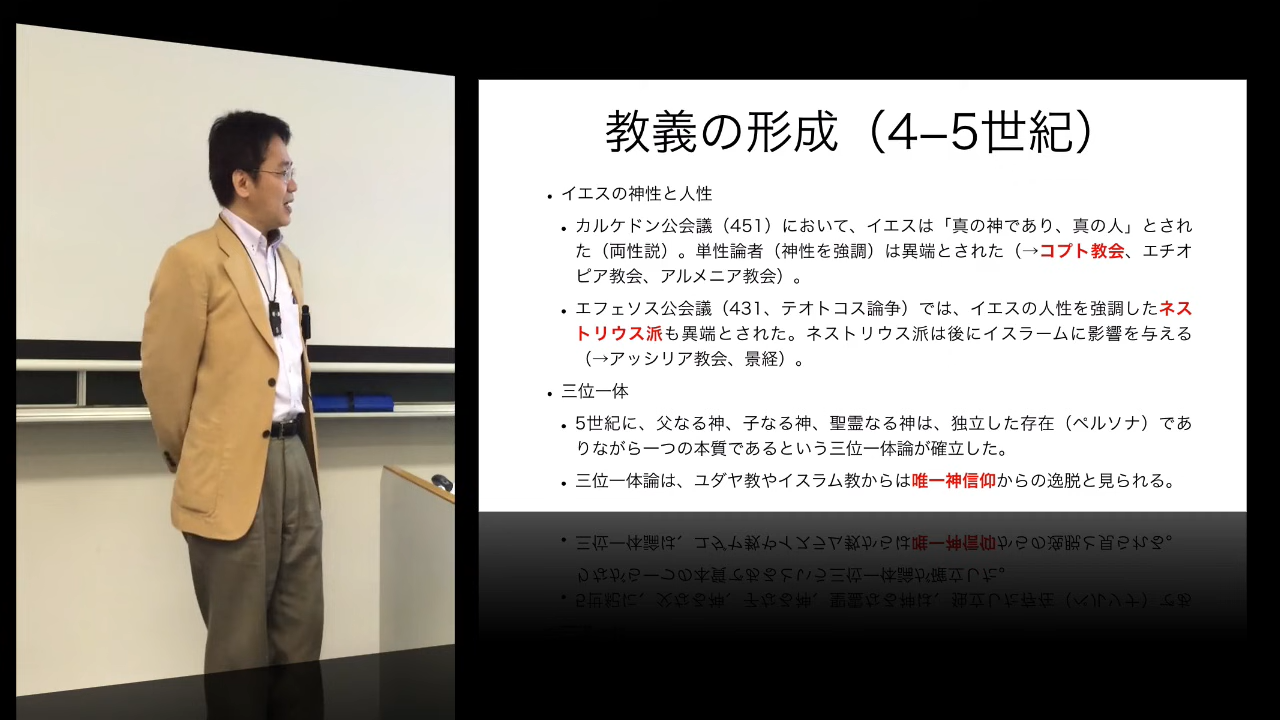 教義の形成（4–5世紀）
・イエスの神性と人性
・カルケドン公会議（451）において、イエスは「真の神であり、真の人」とされ
た（両性説）。単性論者（神性を強調）は異端とされた（→コプト教会、エチオ
ピア教会、アルメニア教会）。
・エフェソス公会議（431、テオトコス論争）では、イエスの人性を強調したネス
トリウス派も異端とされた。ネストリウス派は後にイスラームに影響を与える
（→アッシリア教会、景経）。
・三位一体
・5世紀に、父なる神、子なる神、聖霊なる神は、独立した存在（ペルソナ）であ
りながら一つの本質であるという三位一体論が確立した。
・三位一体論は、ユダヤ教やイスラム教からは唯一神信仰からの逸脱と見られる。